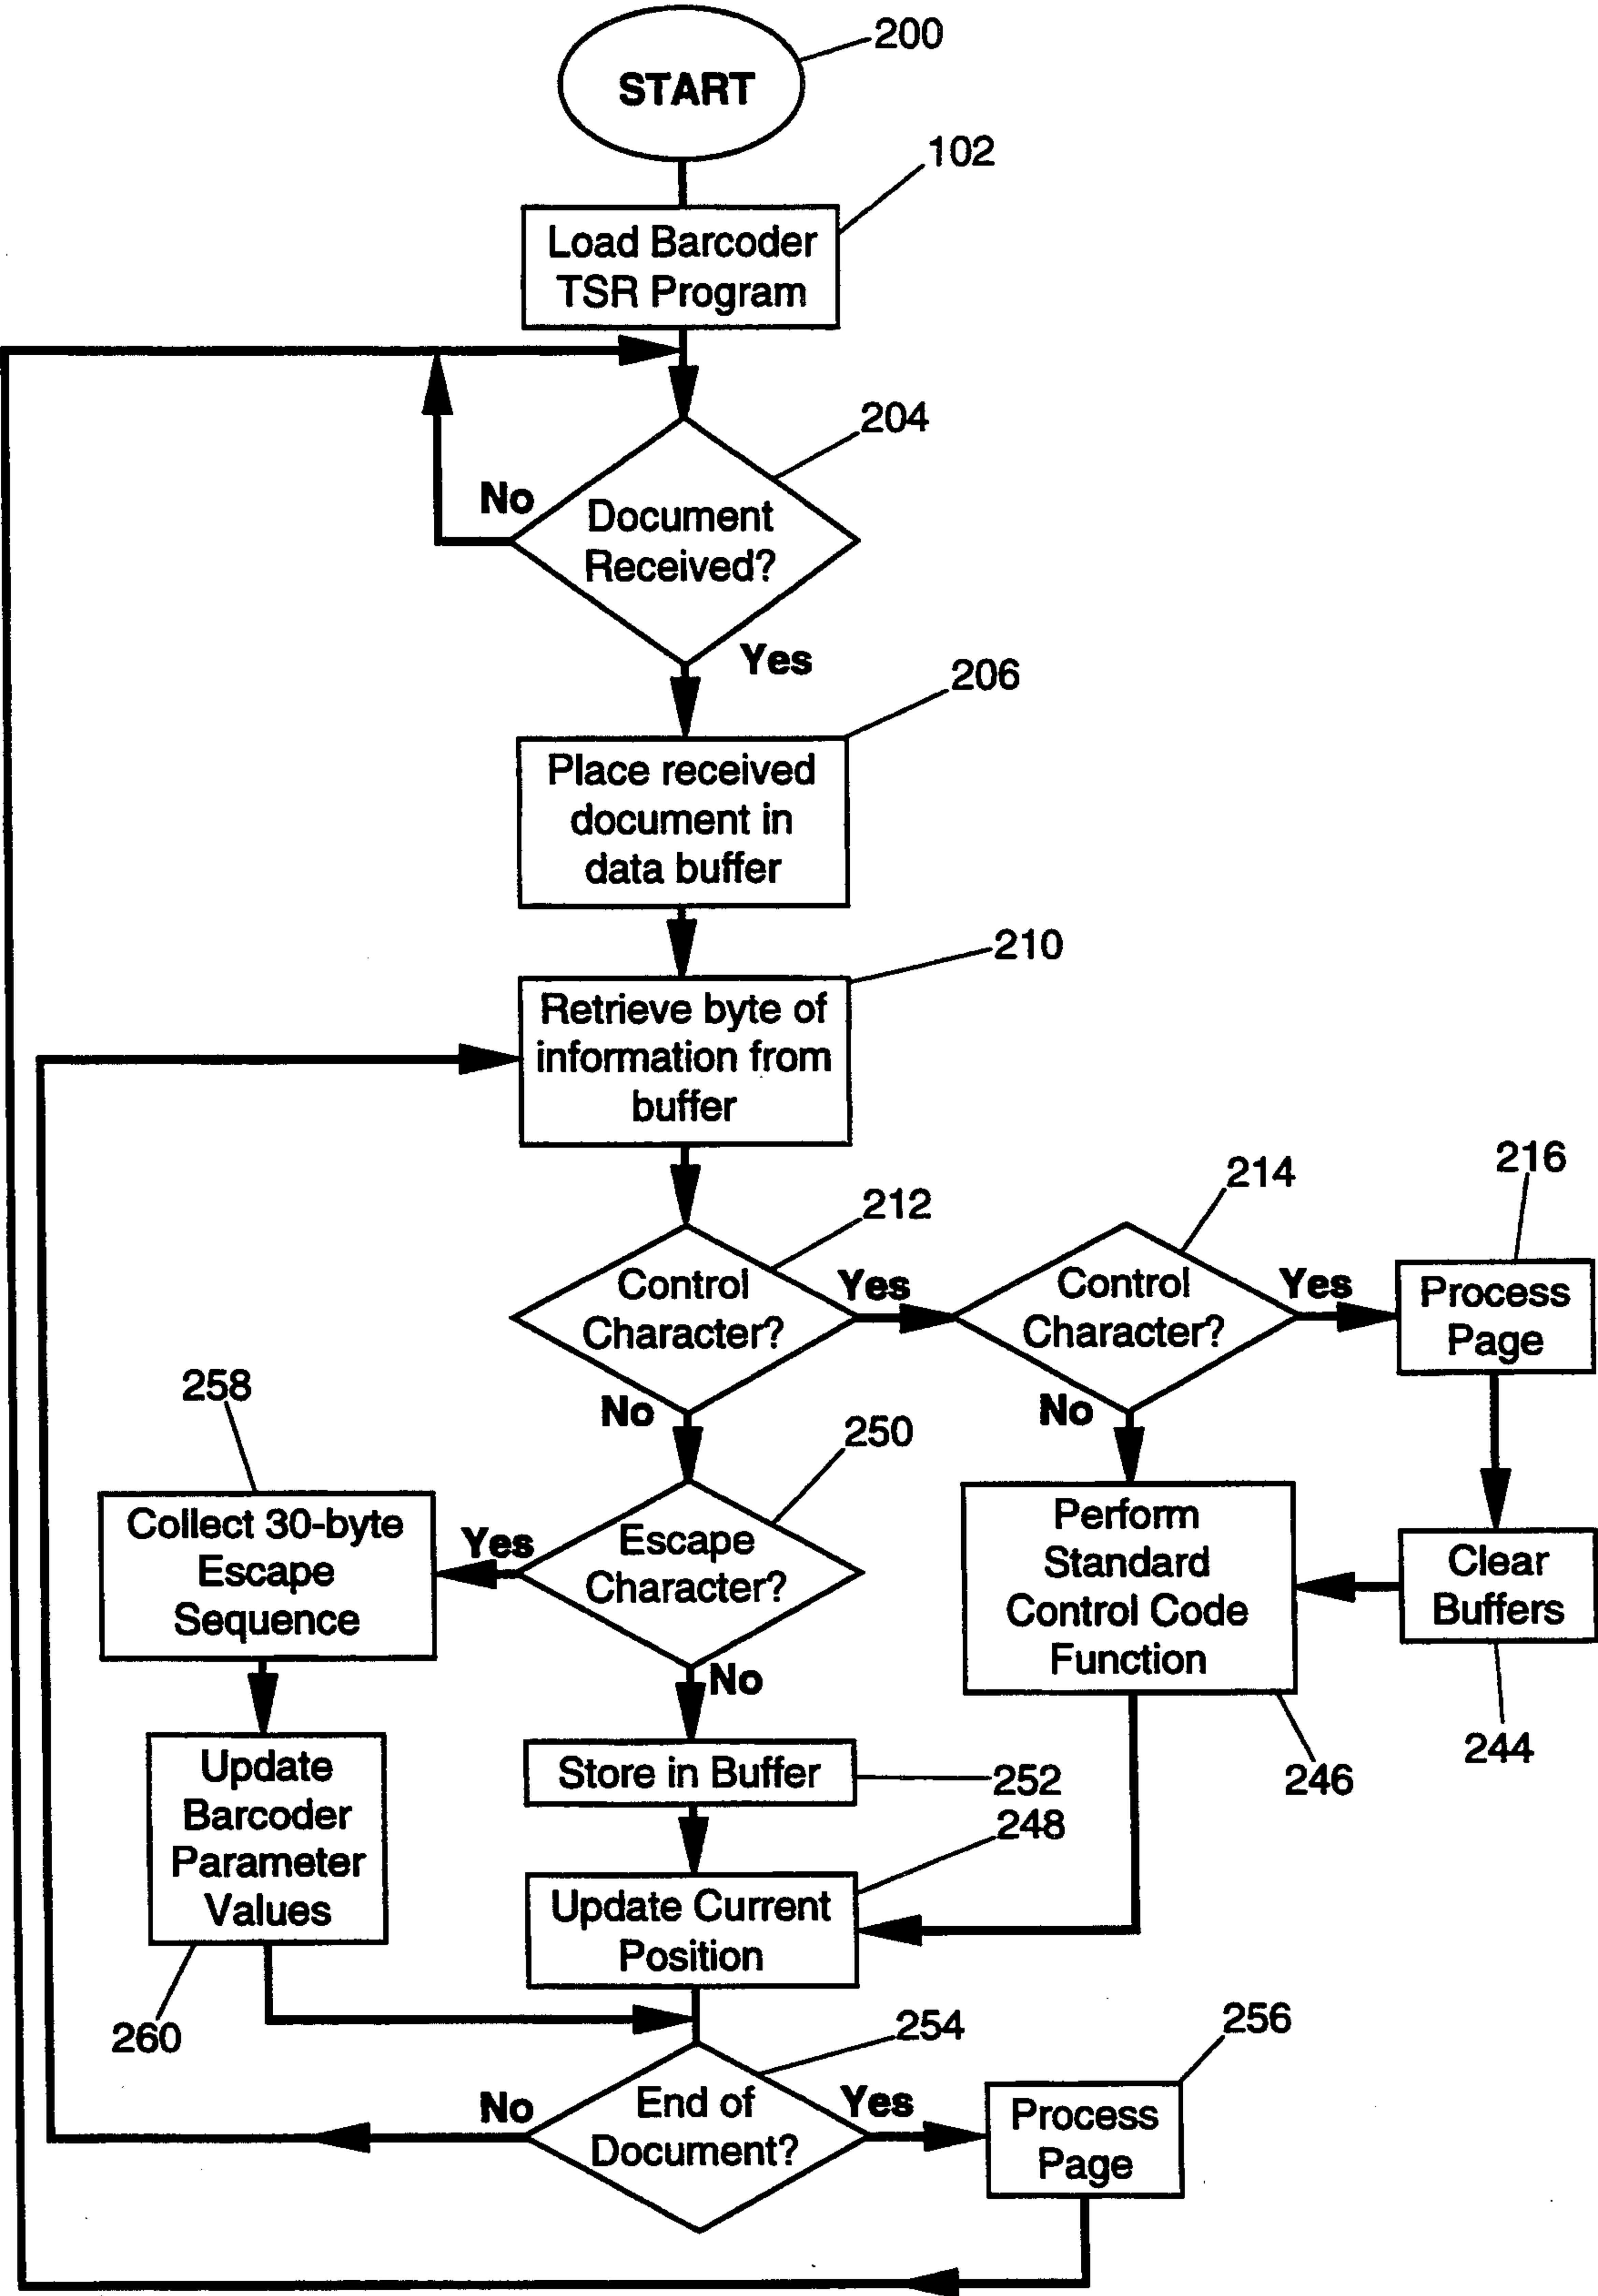 200
START
102
Load Barcoder
TSR Program
204
No
Document
Received?
Yes
206
Place received
document in
data buffer
210
Retrieve byte of
information from
buffer
212
214
216
Control
Character?
Yes
Control
Character?
Yes
Process
Page
No
No
258
250
Collect 30-byte
Escape
Sequence
Yes
Escape
Character?
Perform
Standard
Control Code
Function
Clear
Buffers
No
244
246
Update
Barcoder
Parameter
Values
Store in Buffer
252
248
Update Current
Position
260
254
256
No
End of
Document?
Yes
Process
Page